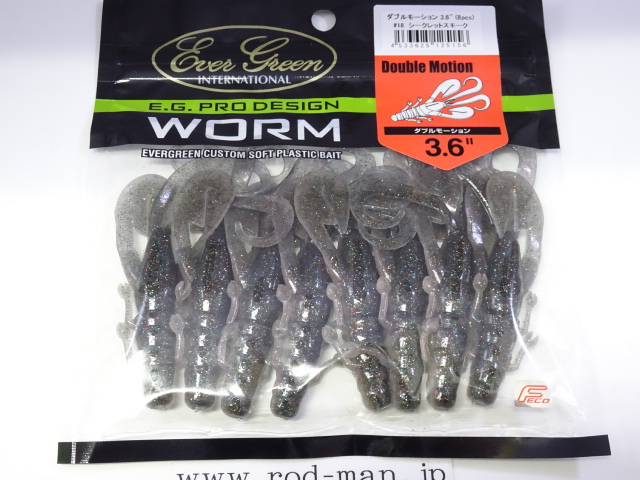 ダブルモーション 3.6" (8pcs)
#18 シークレットスモーク
4533625125156
Ever Green
INTERNATIONAL
Double Motion
E.G. PRO DESIGN
WORM
EVERGREEN CUSTOM SOFT PLASTIC BAIT
ダブルモーション
3.6"
FECO
www.rod-man.jp